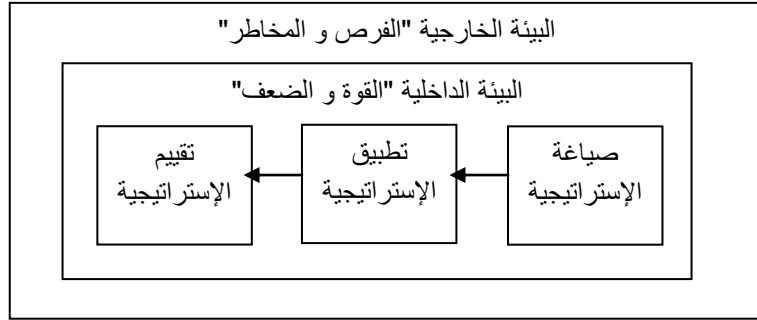 البيئة الخارجية "الفرص و المخاطر"
البيئة الداخلية "القوة و الضعف"
صياغة
الإستراتيجية
تطبيق
الإستراتيجية
تقييم
الإستراتيجية